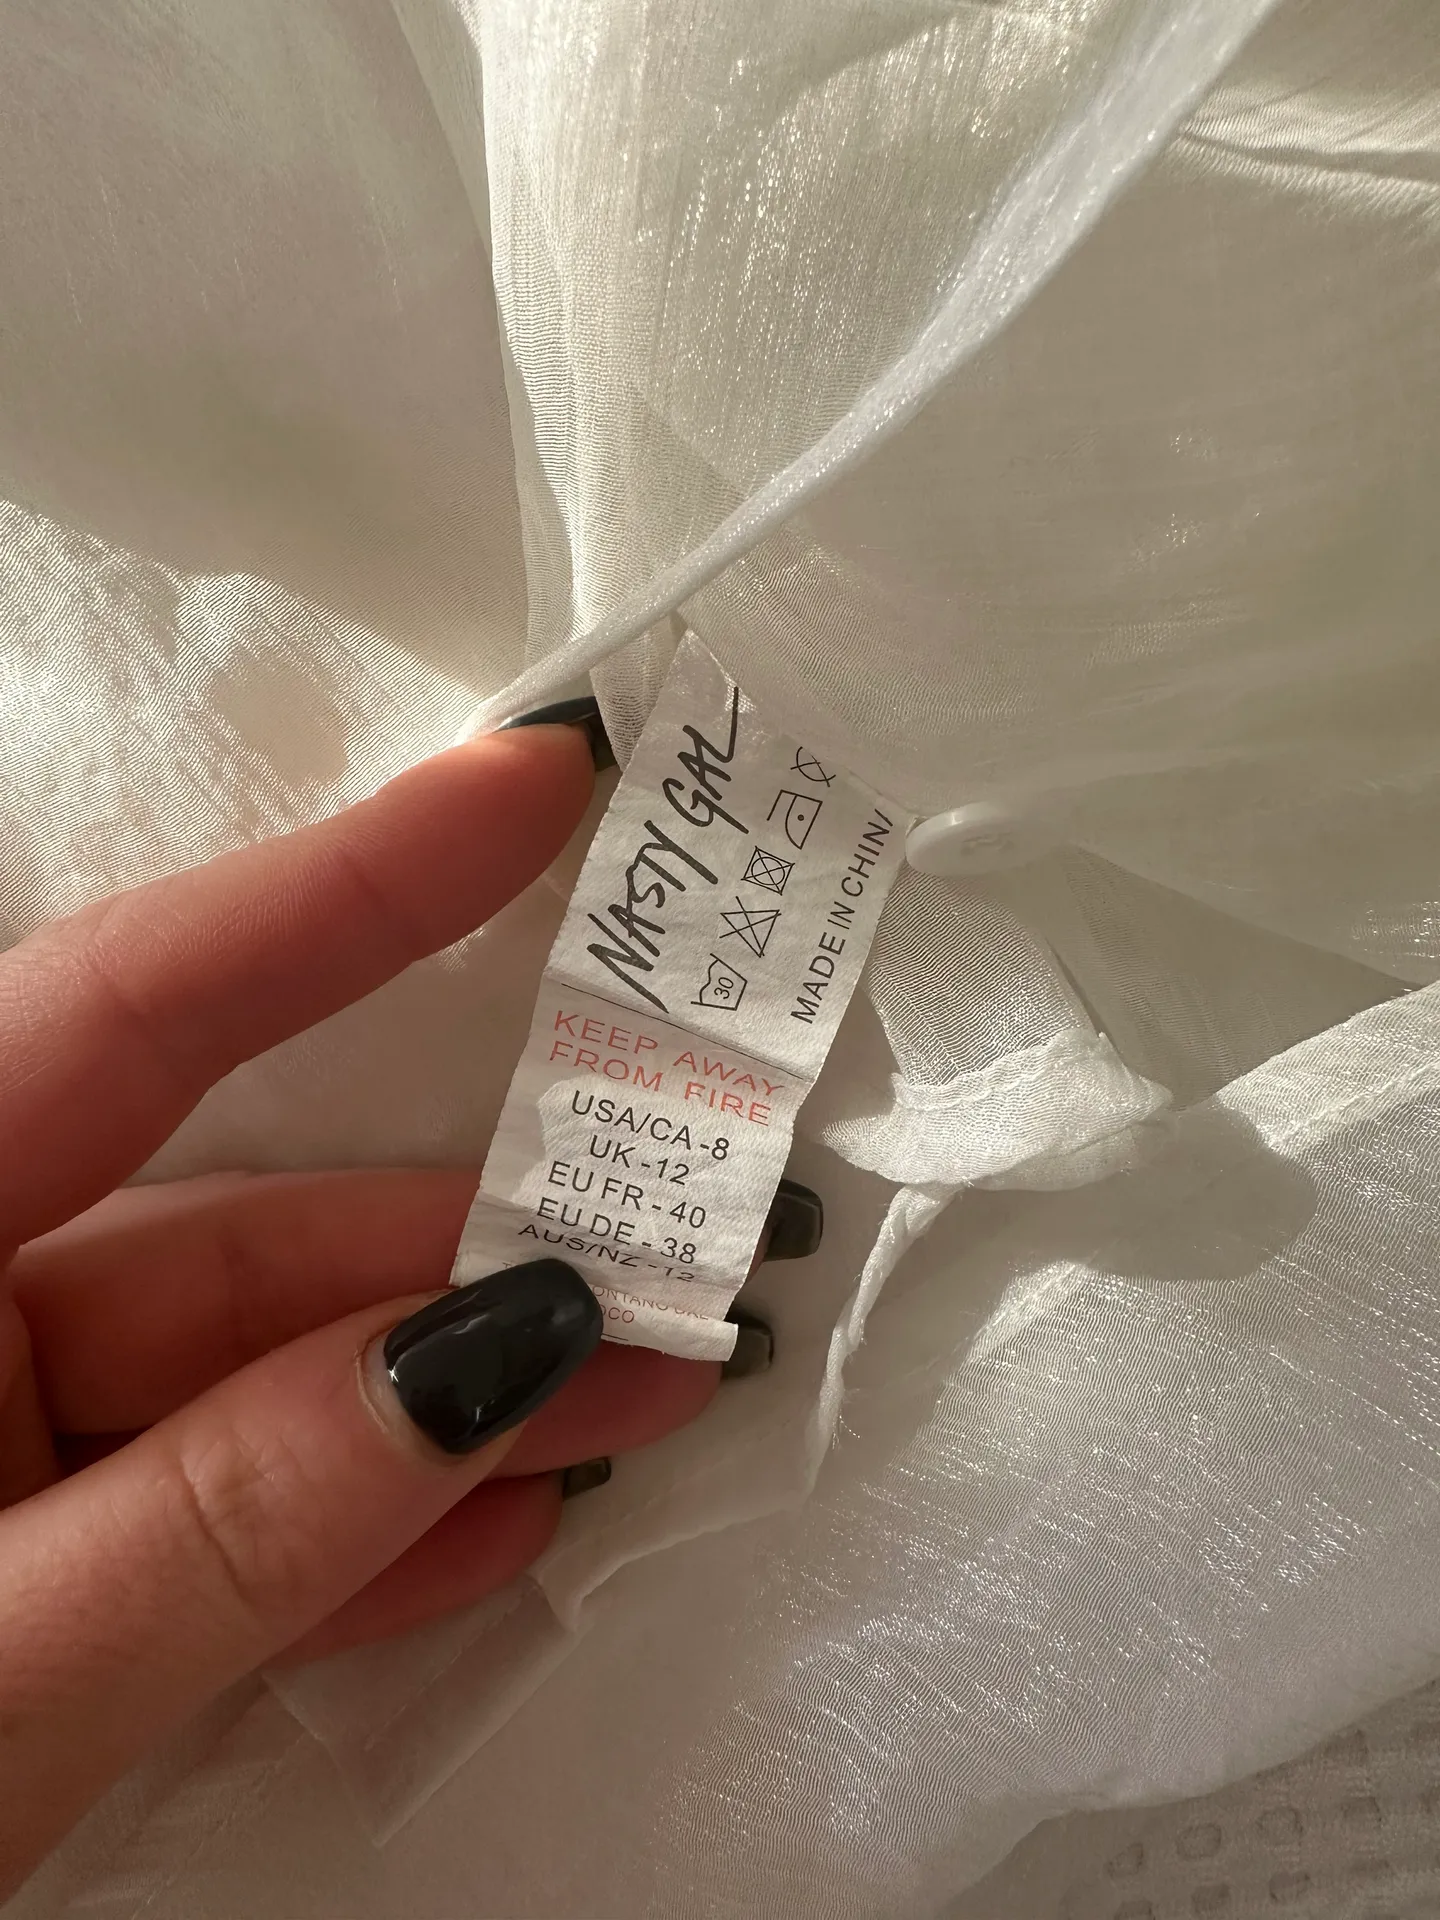 NASTY GAL
30
MADE IN CHIN
KEEP AWAY
FROM FIRE
USA/CA -8
UK -12
EU FR - 40
EU DE - 38
AUS/NZ -12